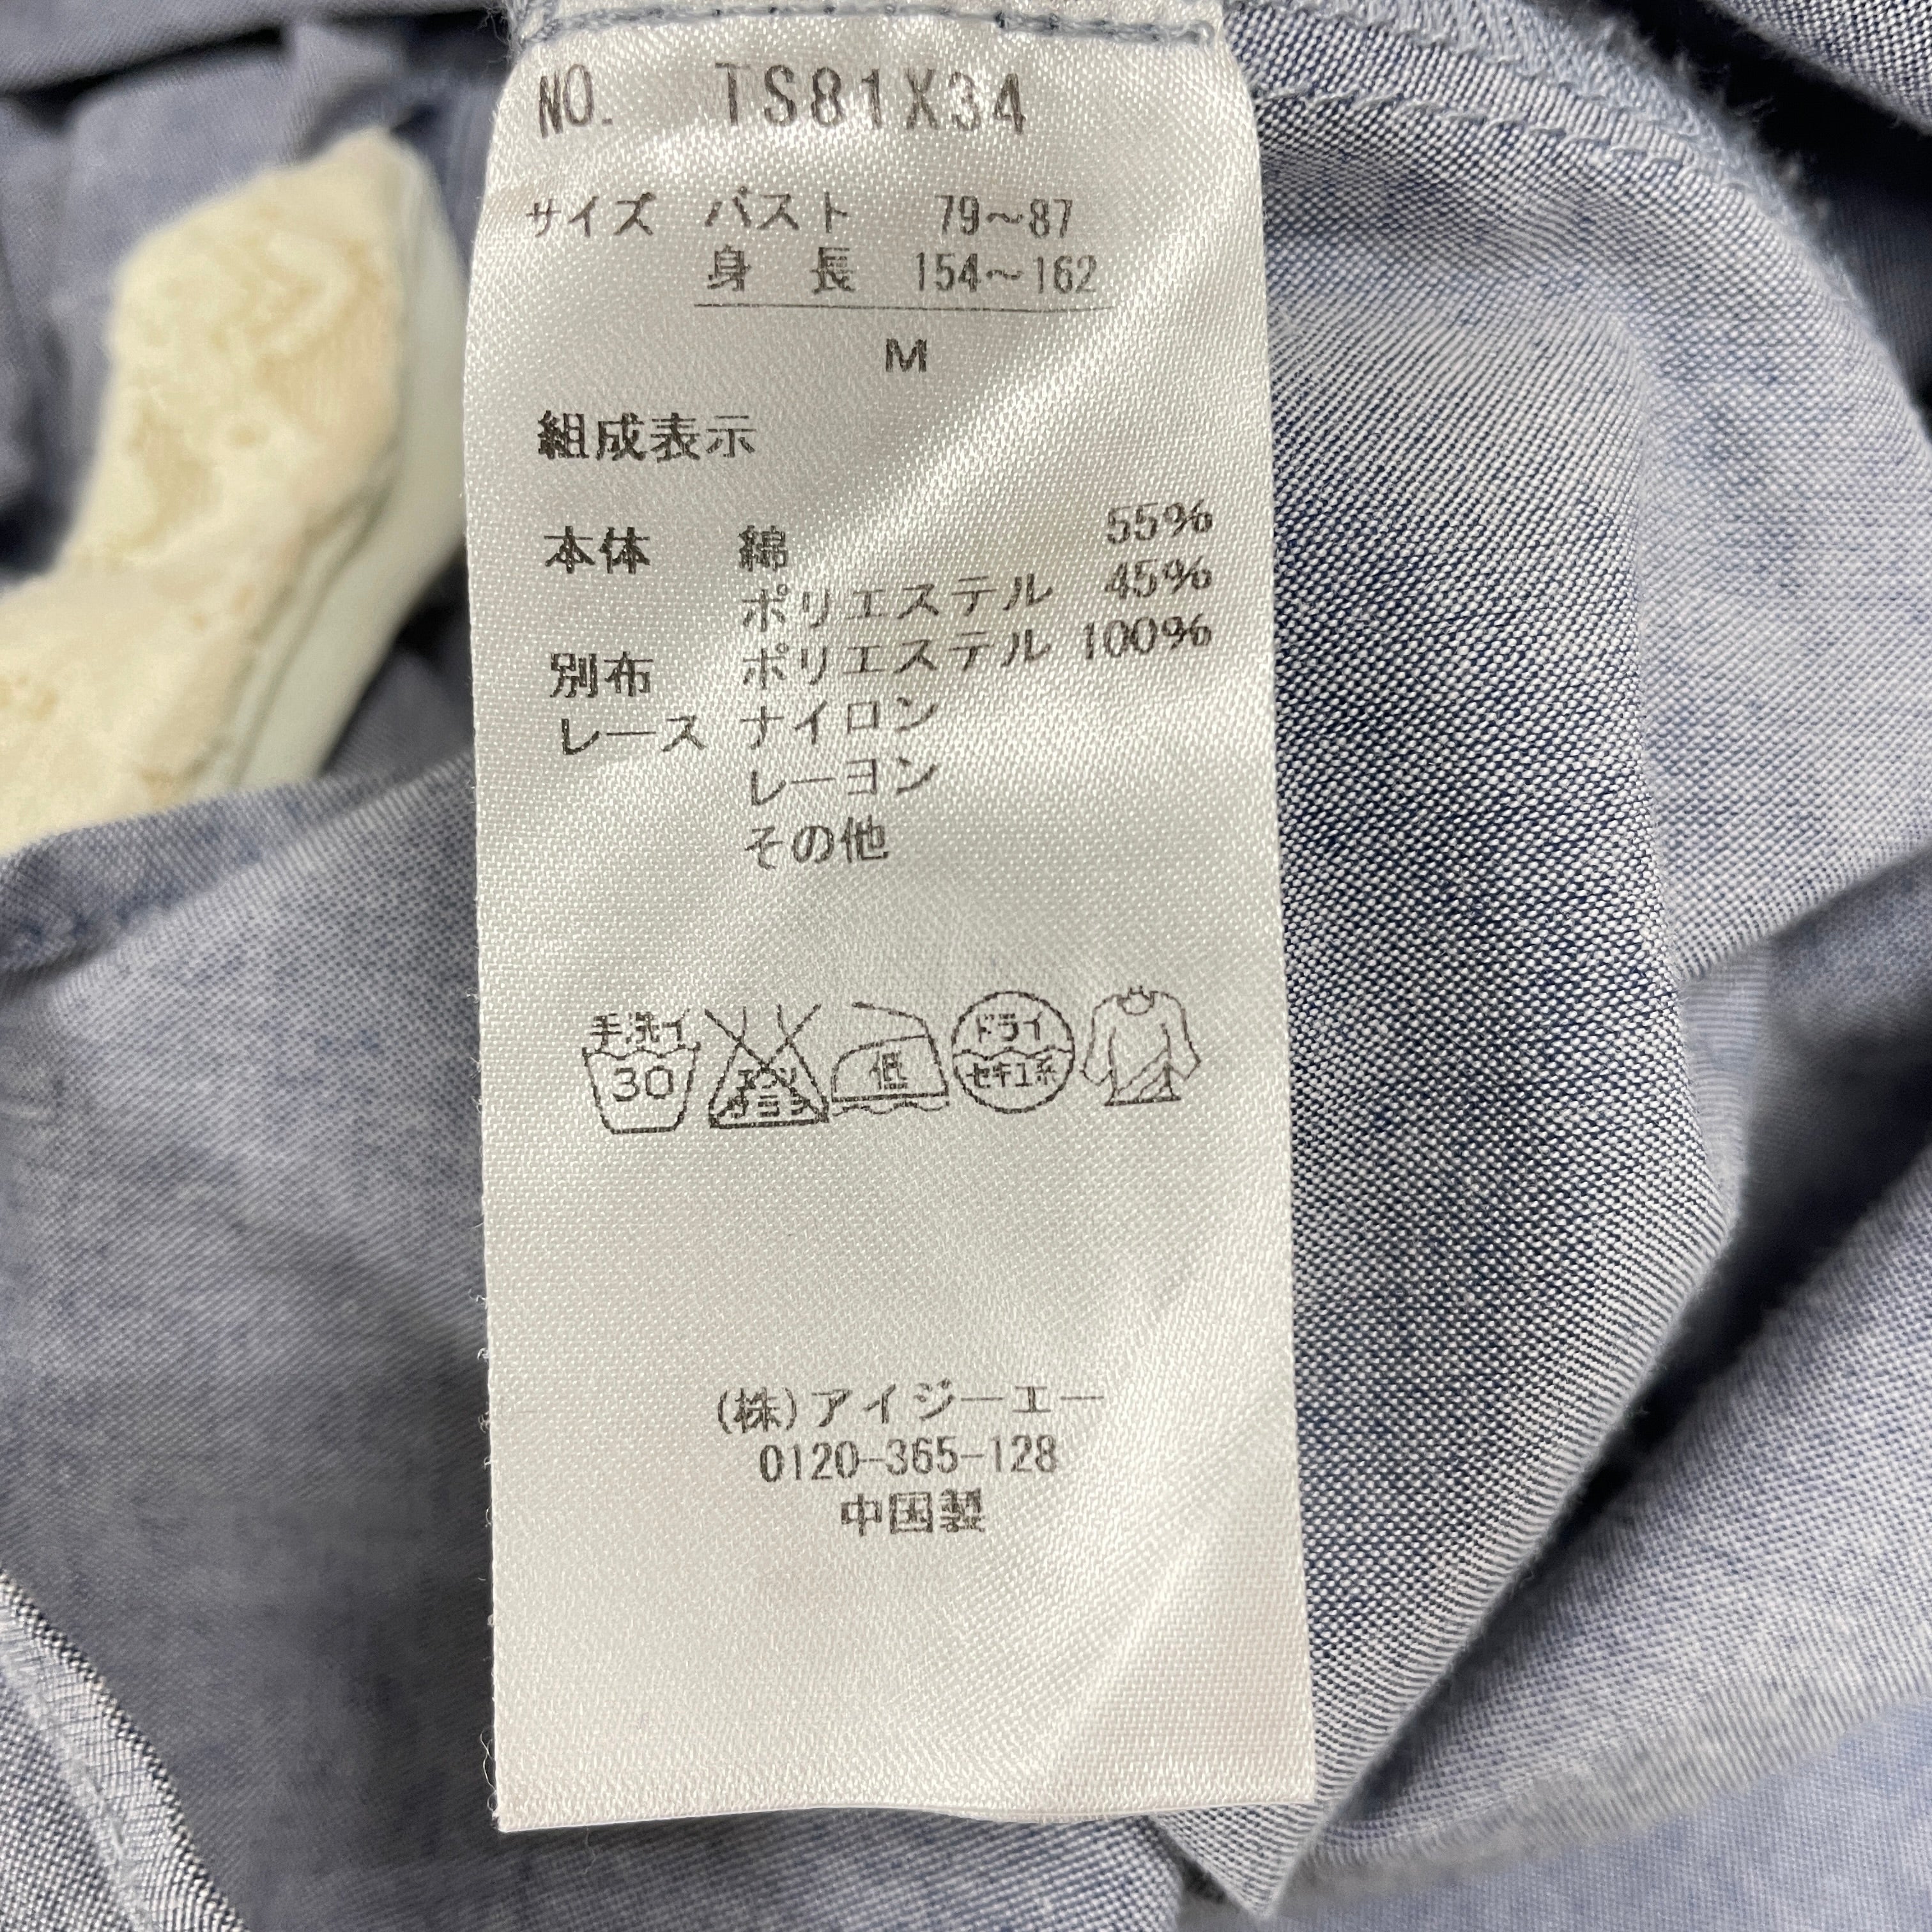 NO. TS81X34
サイズ バスト 79～87
身長 154～162
M
組成表示
本体 綿 55%
ポリエステル 45%
別布 ポリエステル 100%
レース ナイロン
レーヨン
その他
手洗イ 30 エンソサラシ 低 ドライ セキユ系
(株)アイジーエー
0120-365-128
中国製